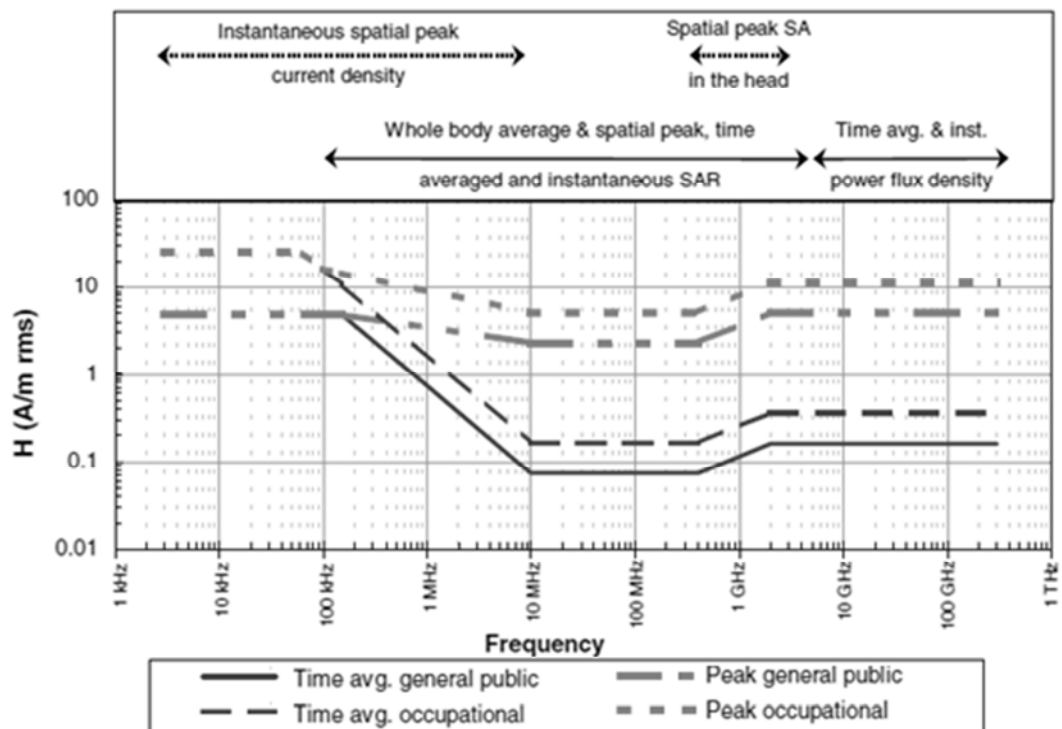 Instantaneous spatial peak
current density
Spatial peak SA
in the head
Whole body average & spatial peak, time
averaged and instantaneous SAR
Time avg. & inst.
power flux density
H (A/m rms)
100
10
1
0.1
0.01
1 kHz
10 kHz
100 kHz
1 MHz
10 MHz
100 MHz
1 GHz
10 GHz
100 GHz
1 THz
Frequency
Time avg. general public
Peak general public
Time avg. occupational
Peak occupational